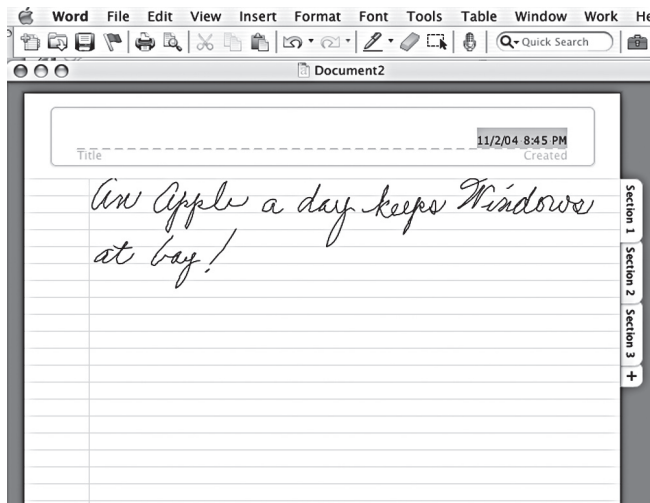 Word File Edit View Insert Format Font Tools Table Window Work He
Quick Search
Document2
11/2/04 8:45 PM
Title Created
An Apple a day keeps Windows
at bay!
Section 1
Section 2
Section 3
+